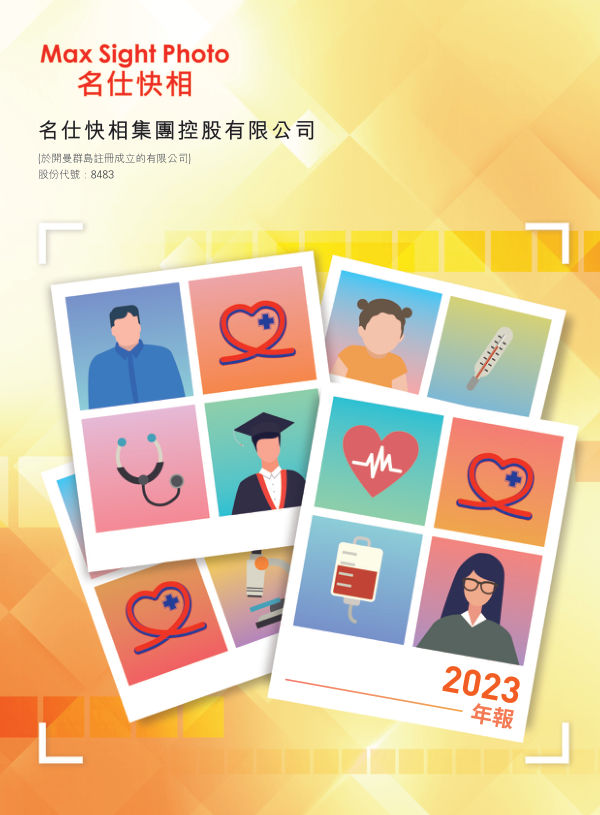 Max Sight Photo
名仕快相
名仕快相集團控股有限公司
(於開曼群島註冊成立的有限公司)
股份代號：8483
2023
年報